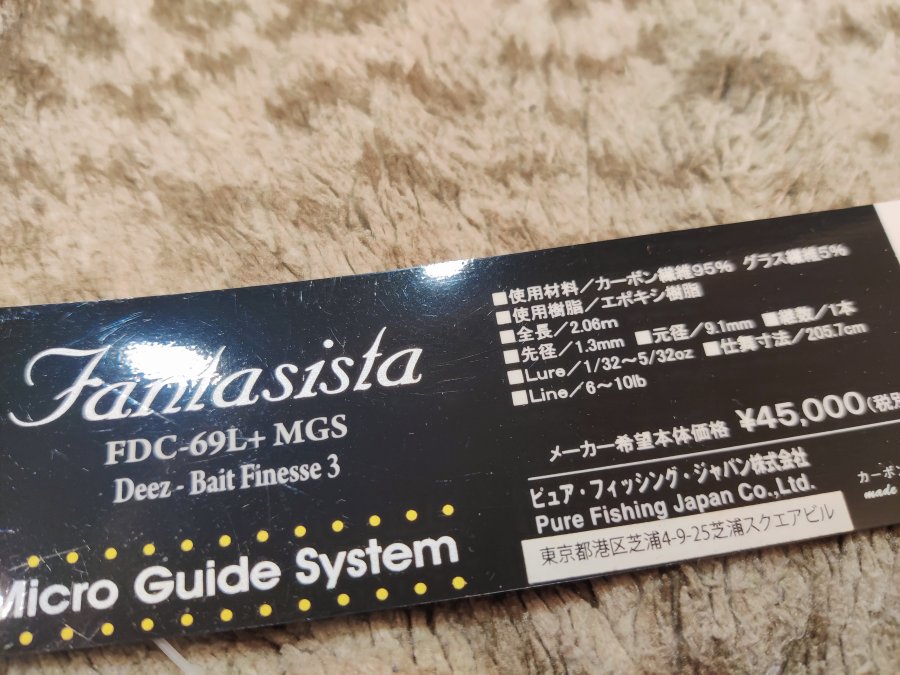 Fantasista
FDC-69L+ MGS
Deez - Bait Finesse 3
Micro Guide System
■使用材料/カーボン繊維95% グラス繊維5%
■使用樹脂/エポキシ樹脂
■全長/2.06m ■継数/1本
■先径/1.3mm ■元径/9.1mm
■Lure/1/32〜5/32oz ■仕舞寸法/205.7cm
■Line/6〜10lb
メーカー希望本体価格 ¥45,000(税別
ピュア・フィッシング・ジャパン株式会社
Pure Fishing Japan Co.,Ltd.
東京都港区芝浦4-9-25芝浦スクエアビル
カーボン
made